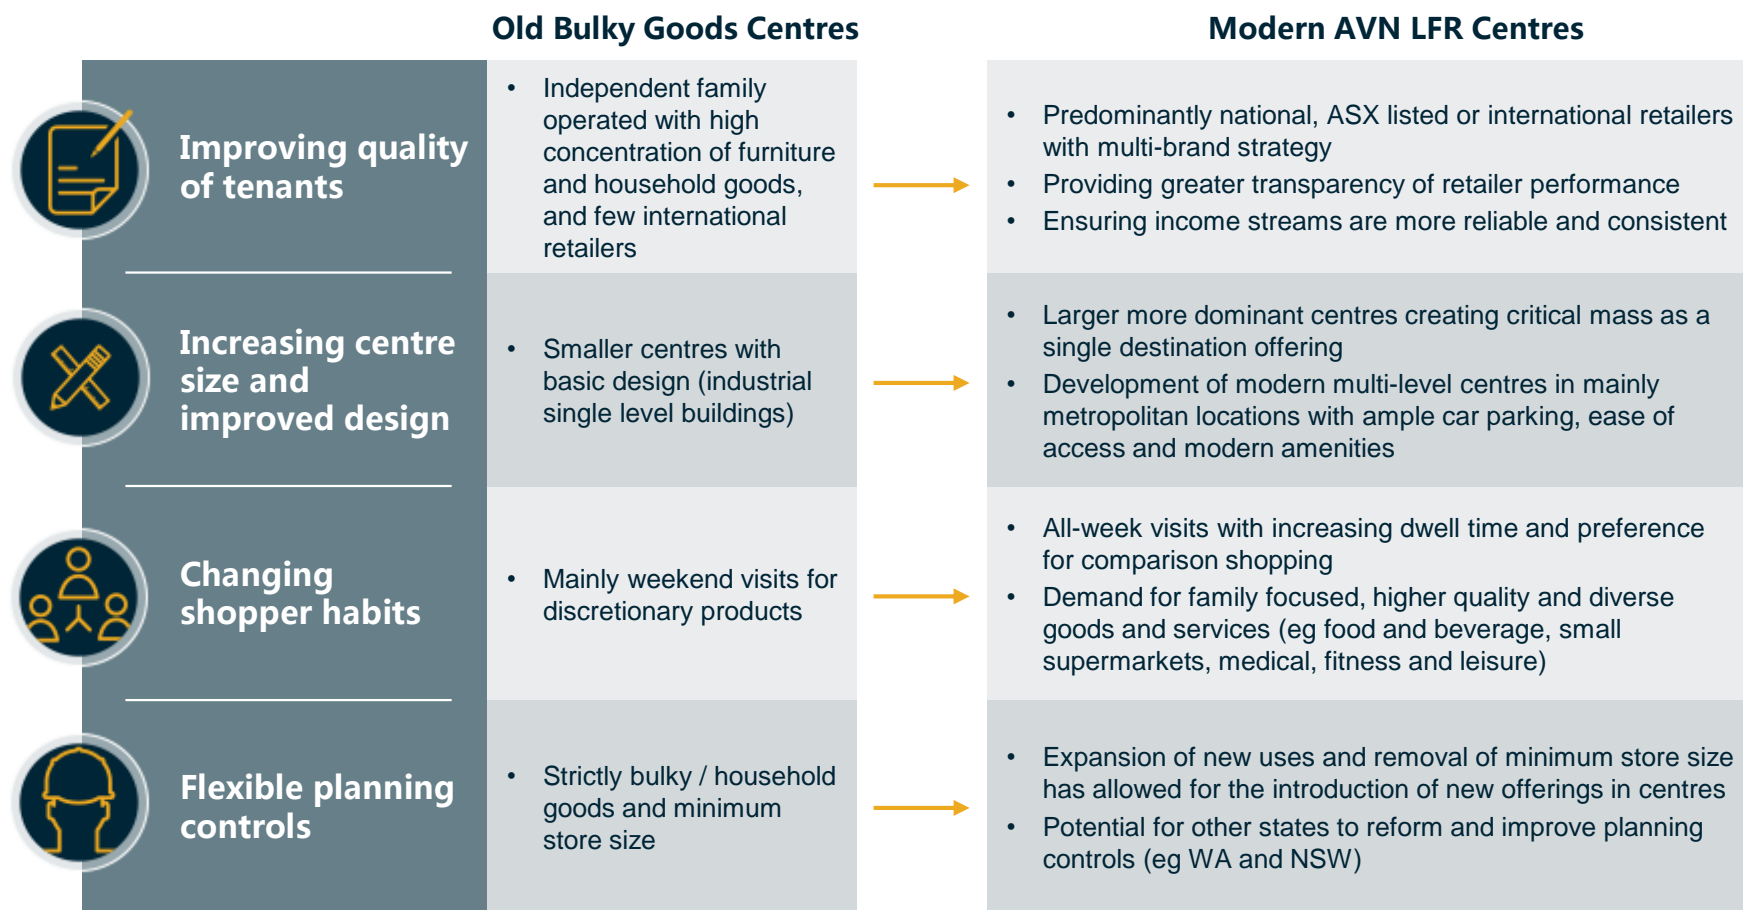 Old Bulky Goods Centres
Modern AVN LFR Centres
Improving quality
of tenants
• Independent family
operated with high
concentration of furniture
and household goods,
and few international
retailers
• Predominantly national, ASX listed or international retailers
with multi-brand strategy
• Providing greater transparency of retailer performance
• Ensuring income streams are more reliable and consistent
Increasing centre
size and
improved design
• Smaller centres with
basic design (industrial
single level buildings)
• Larger more dominant centres creating critical mass as a
single destination offering
• Development of modern multi-level centres in mainly
metropolitan locations with ample car parking, ease of
access and modern amenities
Changing
shopper habits
• Mainly weekend visits for
discretionary products
• All-week visits with increasing dwell time and preference
for comparison shopping
• Demand for family focused, higher quality and diverse
goods and services (eg food and beverage, small
supermarkets, medical, fitness and leisure)
Flexible planning
controls
• Strictly bulky / household
goods and minimum
store size
• Expansion of new uses and removal of minimum store size
has allowed for the introduction of new offerings in centres
• Potential for other states to reform and improve planning
controls (eg WA and NSW)